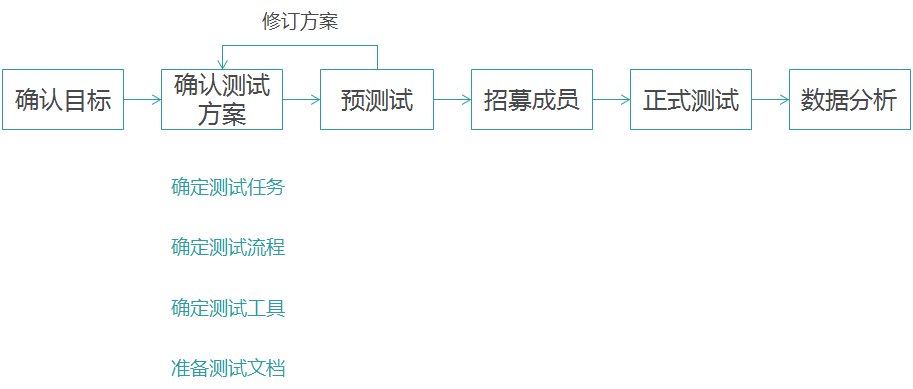 修订方案
确认目标
确认测试
方案
预测试
招募成员
正式测试
数据分析
确定测试任务
确定测试流程
确定测试工具
准备测试文档